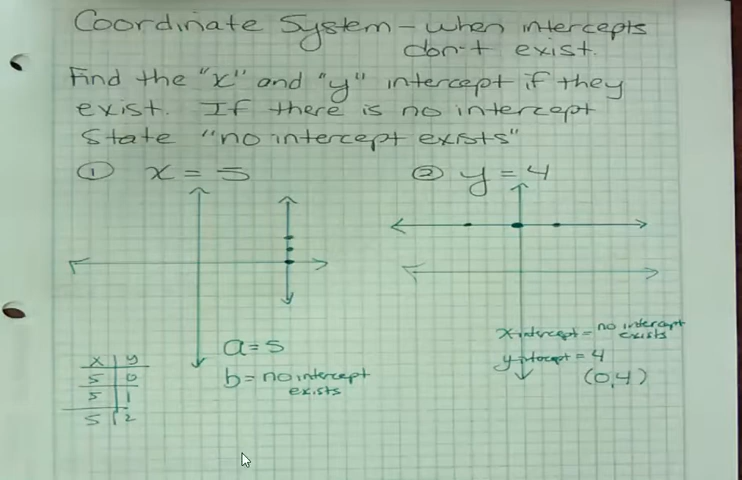 Coordinate System - when intercepts
don't exist.
Find the "x" and "y" intercept if they
exist. If there is no intercept
State "no intercept exists"
① x = 5
② y = 4
x intercept = no intercept
exists
y intercept = 4
(0,4)
a = 5
b = no intercept
exists
x | y
5 | 0
5 | 1
5 | 2